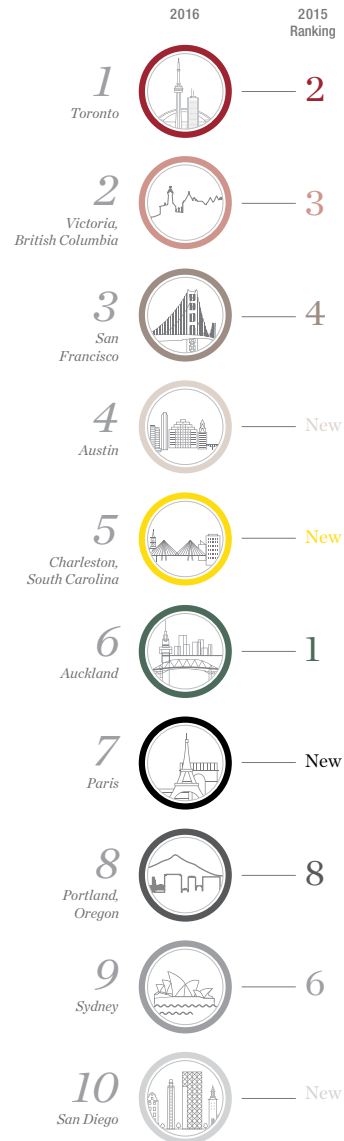 2016
2015
Ranking
1
Toronto
2
2
Victoria,
British Columbia
3
3
San
Francisco
4
4
Austin
New
5
Charleston,
South Carolina
New
6
Auckland
1
7
Paris
New
8
Portland,
Oregon
8
9
Sydney
6
10
San Diego
New